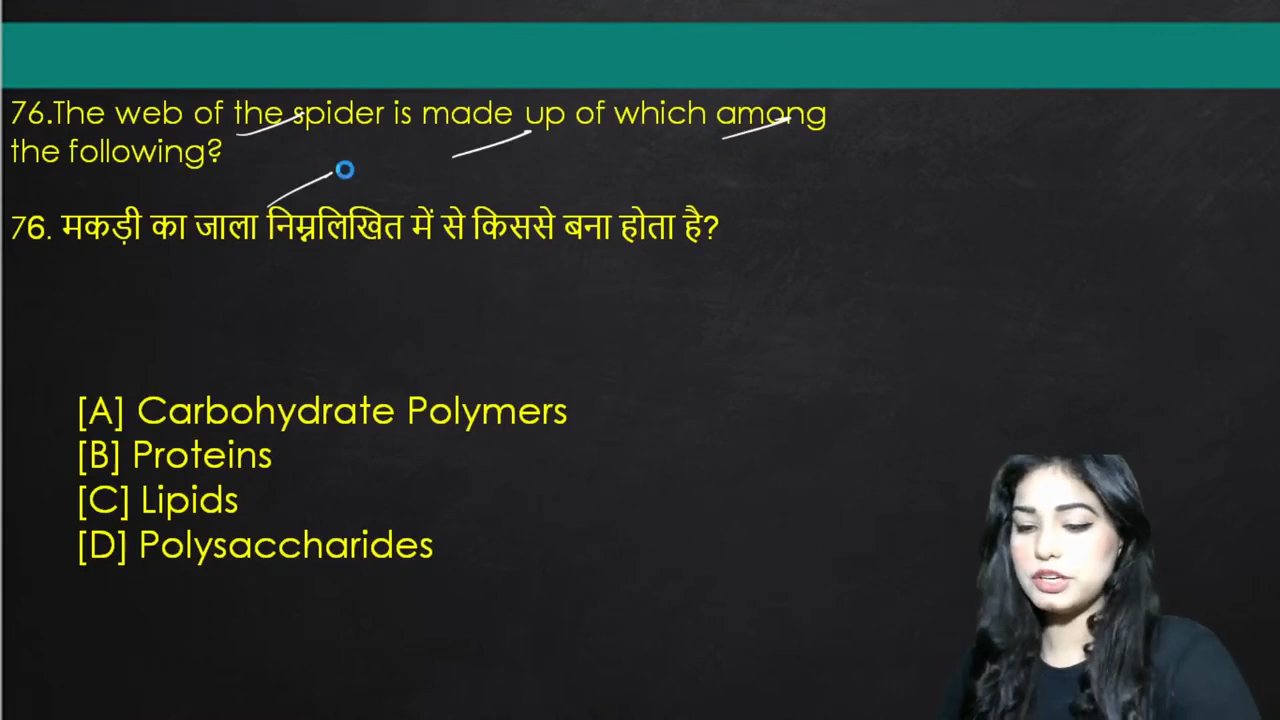 76.The web of the spider is made up of which among
the following?
76. मकड़ी का जाला निम्नलिखित में से किससे बना होता है?
[A] Carbohydrate Polymers
[B] Proteins
[C] Lipids
[D] Polysaccharides